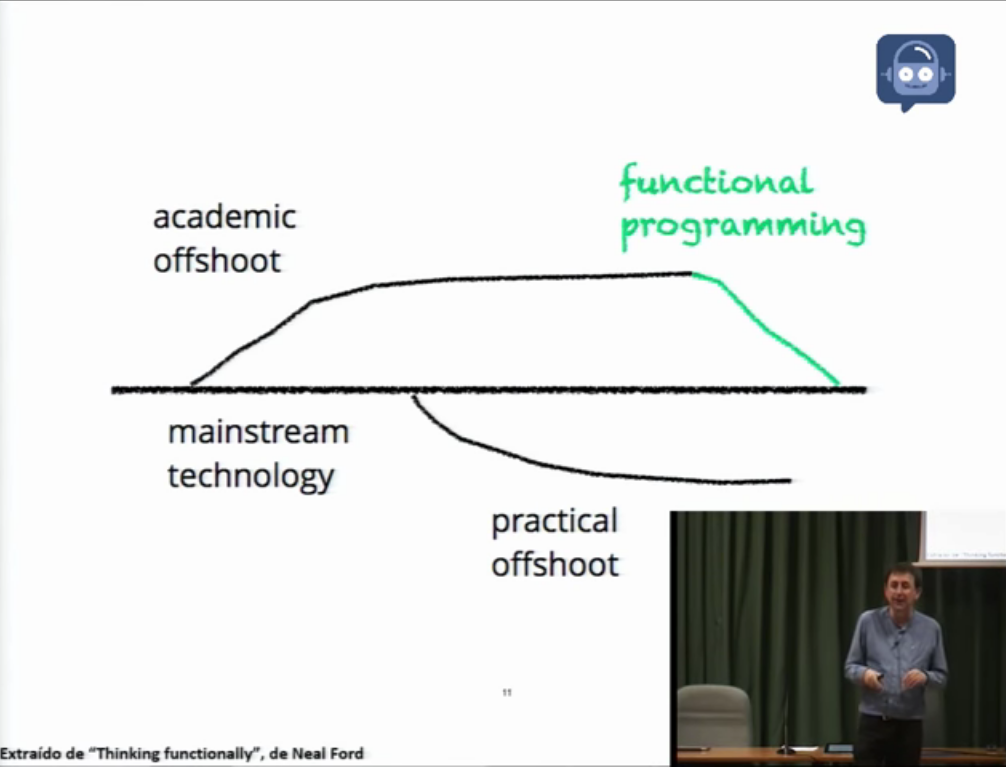 academic
offshoot
functional
programming
mainstream
technology
practical
offshoot
11
Extraído de “Thinking functionally”, de Neal Ford